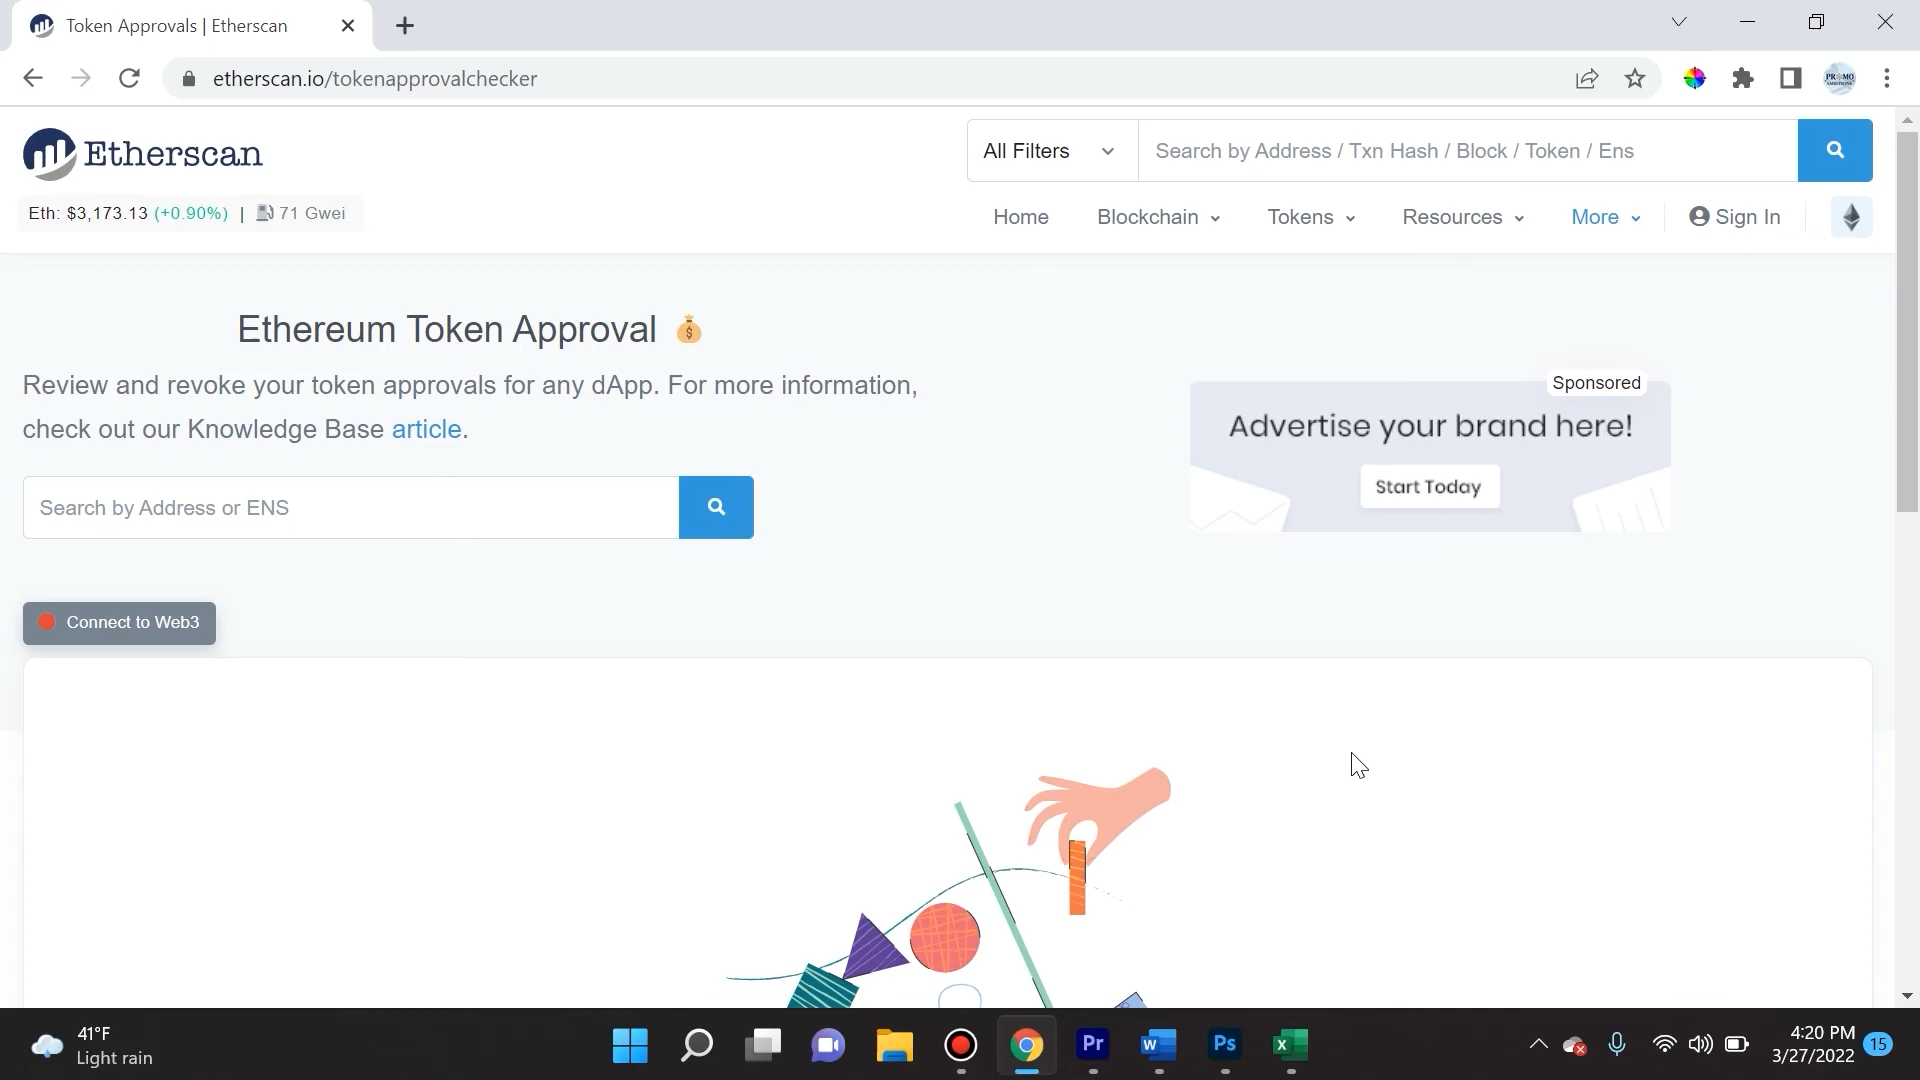 Token Approvals | Etherscan
etherscan.io/tokenapprovalchecker
PROMO
Etherscan
All Filters
Search by Address / Txn Hash / Block / Token / Ens
Eth: $3,173.13 (+0.90%) | 71 Gwei
Home Blockchain Tokens Resources More Sign In
Ethereum Token Approval
Review and revoke your token approvals for any dApp. For more information,
check out our Knowledge Base article.
Search by Address or ENS
Sponsored
Advertise your brand here!
Start Today
Connect to Web3
41°F
Light rain
Pr
W
Ps
X
4:20 PM
3/27/2022
15